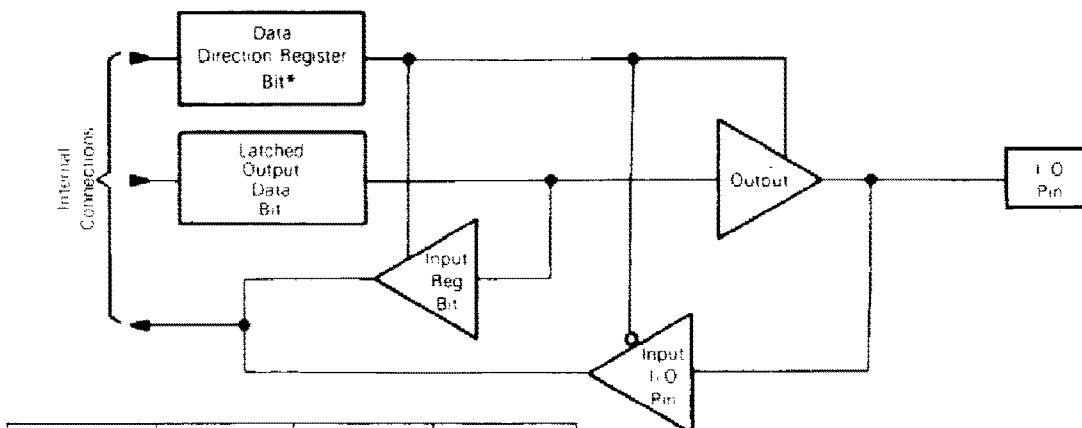 Data
Direction Register
Bit*
Internal
Connections
Latched
Output
Data
Bit
Output
I/O
Pin
Input
Reg
Bit
Input
I/O
Pin